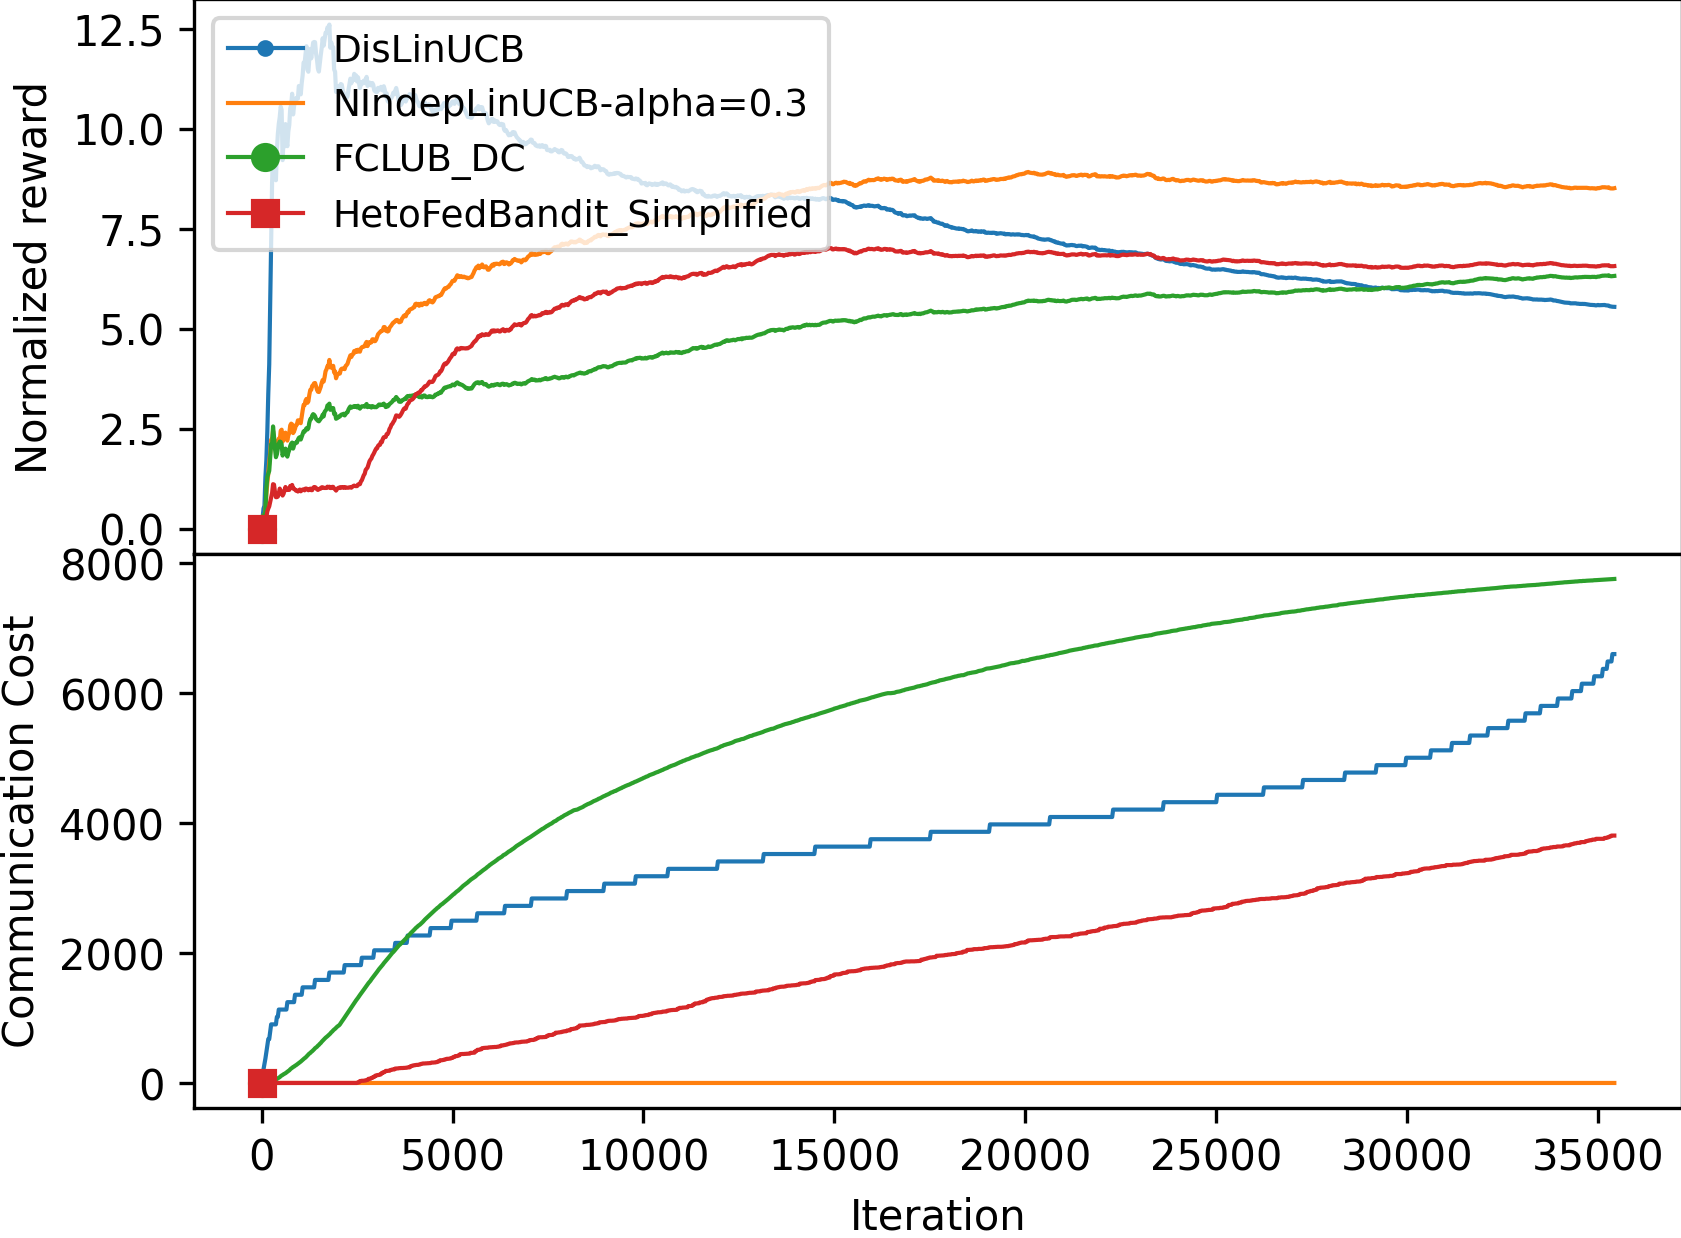 12.5
10.0
7.5
5.0
2.5
0.0
Normalized reward
DisLinUCB
NIndepLinUCB-alpha=0.3
FCLUB_DC
HetoFedBandit_Simplified
8000
6000
4000
2000
0
Communication Cost
0 5000 10000 15000 20000 25000 30000 35000
Iteration